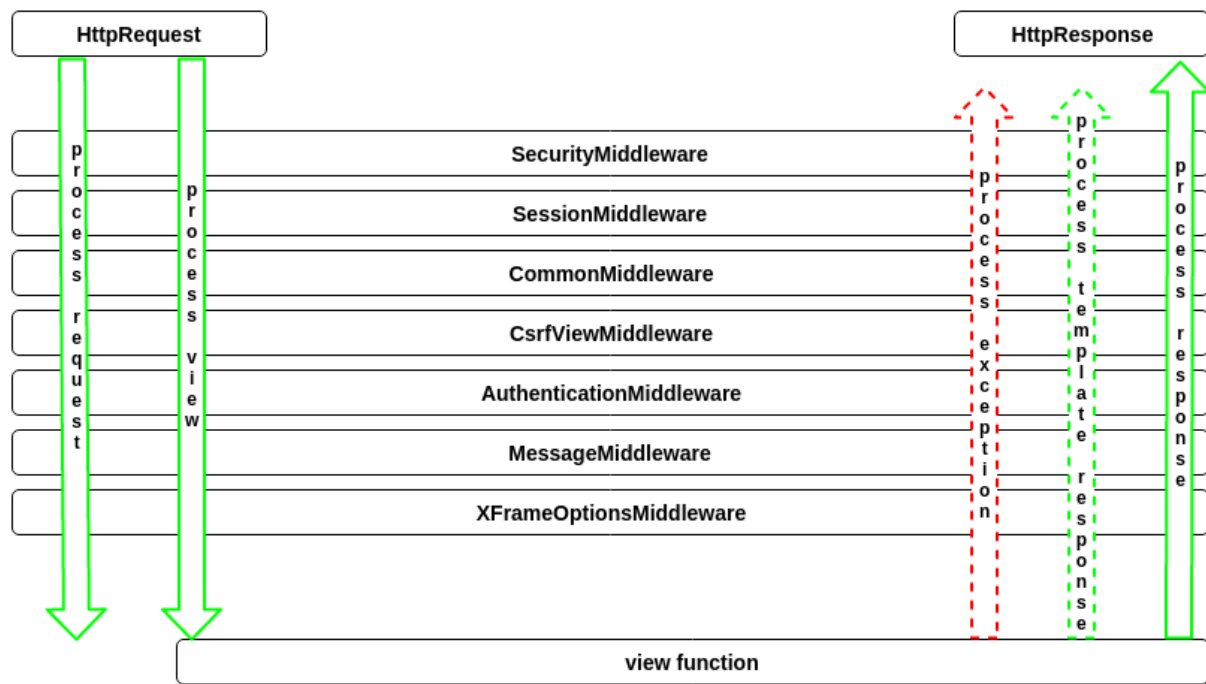 HttpRequest
HttpResponse
SecurityMiddleware
SessionMiddleware
CommonMiddleware
CsrfViewMiddleware
AuthenticationMiddleware
MessageMiddleware
XFrameOptionsMiddleware
process request
process view
process exception
process template response
process response
view function